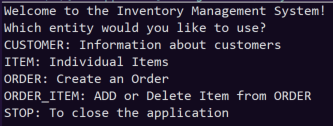 Welcome to the Inventory Management System!
Which entity would you like to use?
CUSTOMER: Information about customers
ITEM: Individual Items
ORDER: Create an Order
ORDER_ITEM: ADD or Delete Item from ORDER
STOP: To close the application